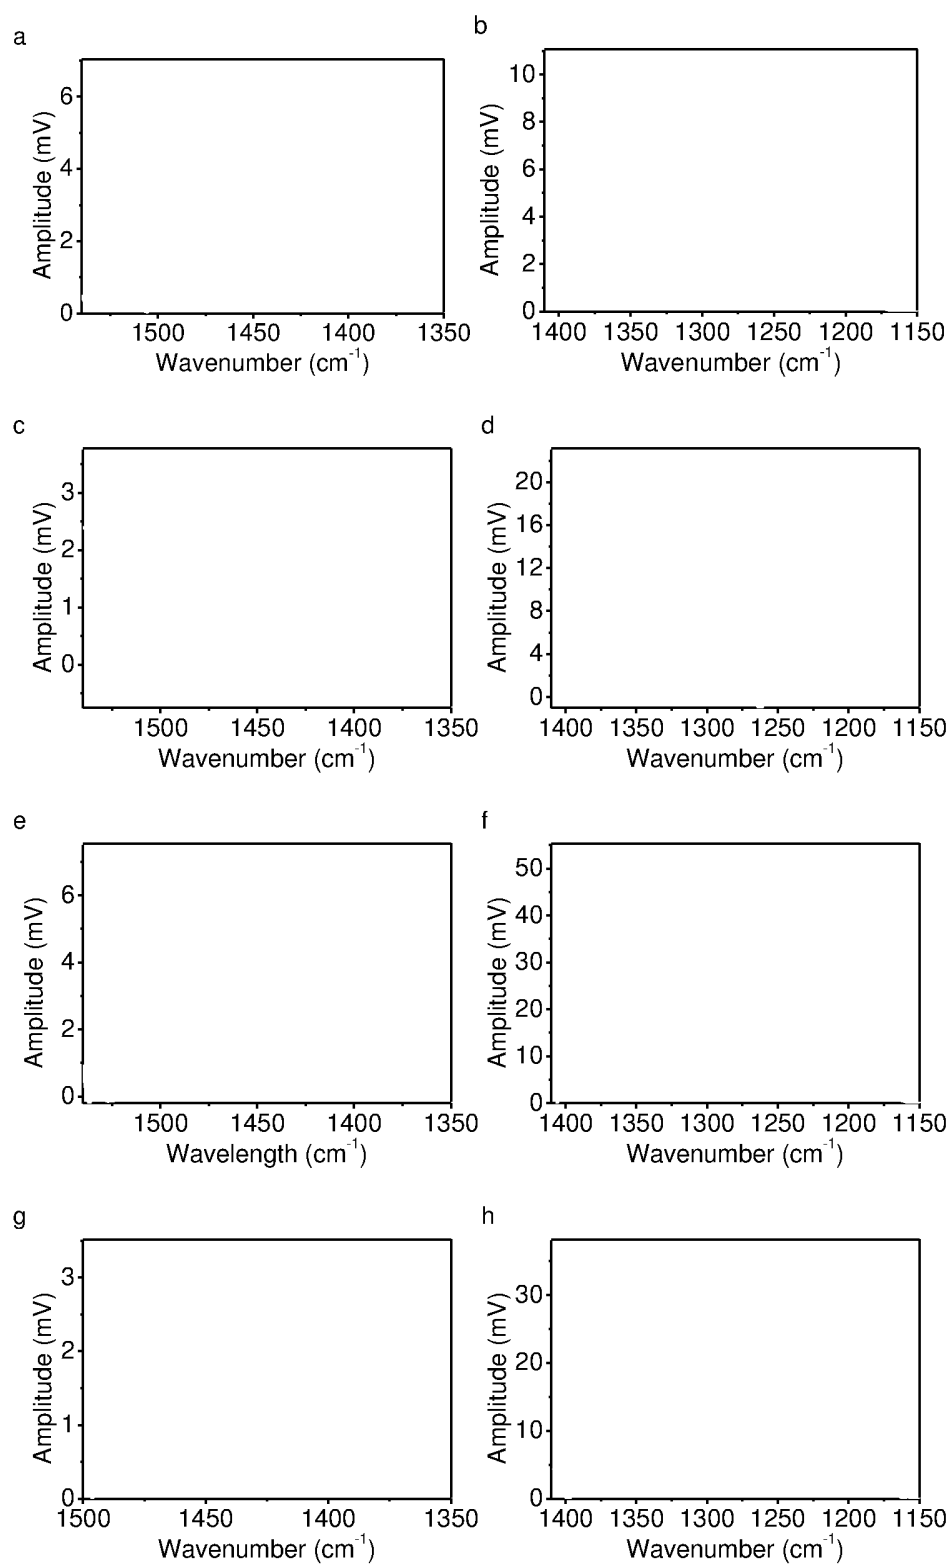 a
6
4
2
0
Amplitude (mV)
1500 1450 1400 1350
Wavenumber (cm⁻¹)
b
10
8
6
4
2
0
Amplitude (mV)
1400 1350 1300 1250 1200 1150
Wavenumber (cm⁻¹)
c
3
2
1
0
Amplitude (mV)
1500 1450 1400 1350
Wavenumber (cm⁻¹)
d
20
16
12
8
4
0
Amplitude (mV)
1400 1350 1300 1250 1200 1150
Wavenumber (cm⁻¹)
e
6
4
2
0
Amplitude (mV)
1500 1450 1400 1350
Wavelength (cm⁻¹)
f
50
40
30
20
10
0
Amplitude (mV)
1400 1350 1300 1250 1200 1150
Wavenumber (cm⁻¹)
g
3
2
1
0
Amplitude (mV)
1500 1450 1400 1350
Wavenumber (cm⁻¹)
h
30
20
10
0
Amplitude (mV)
1400 1350 1300 1250 1200 1150
Wavenumber (cm⁻¹)